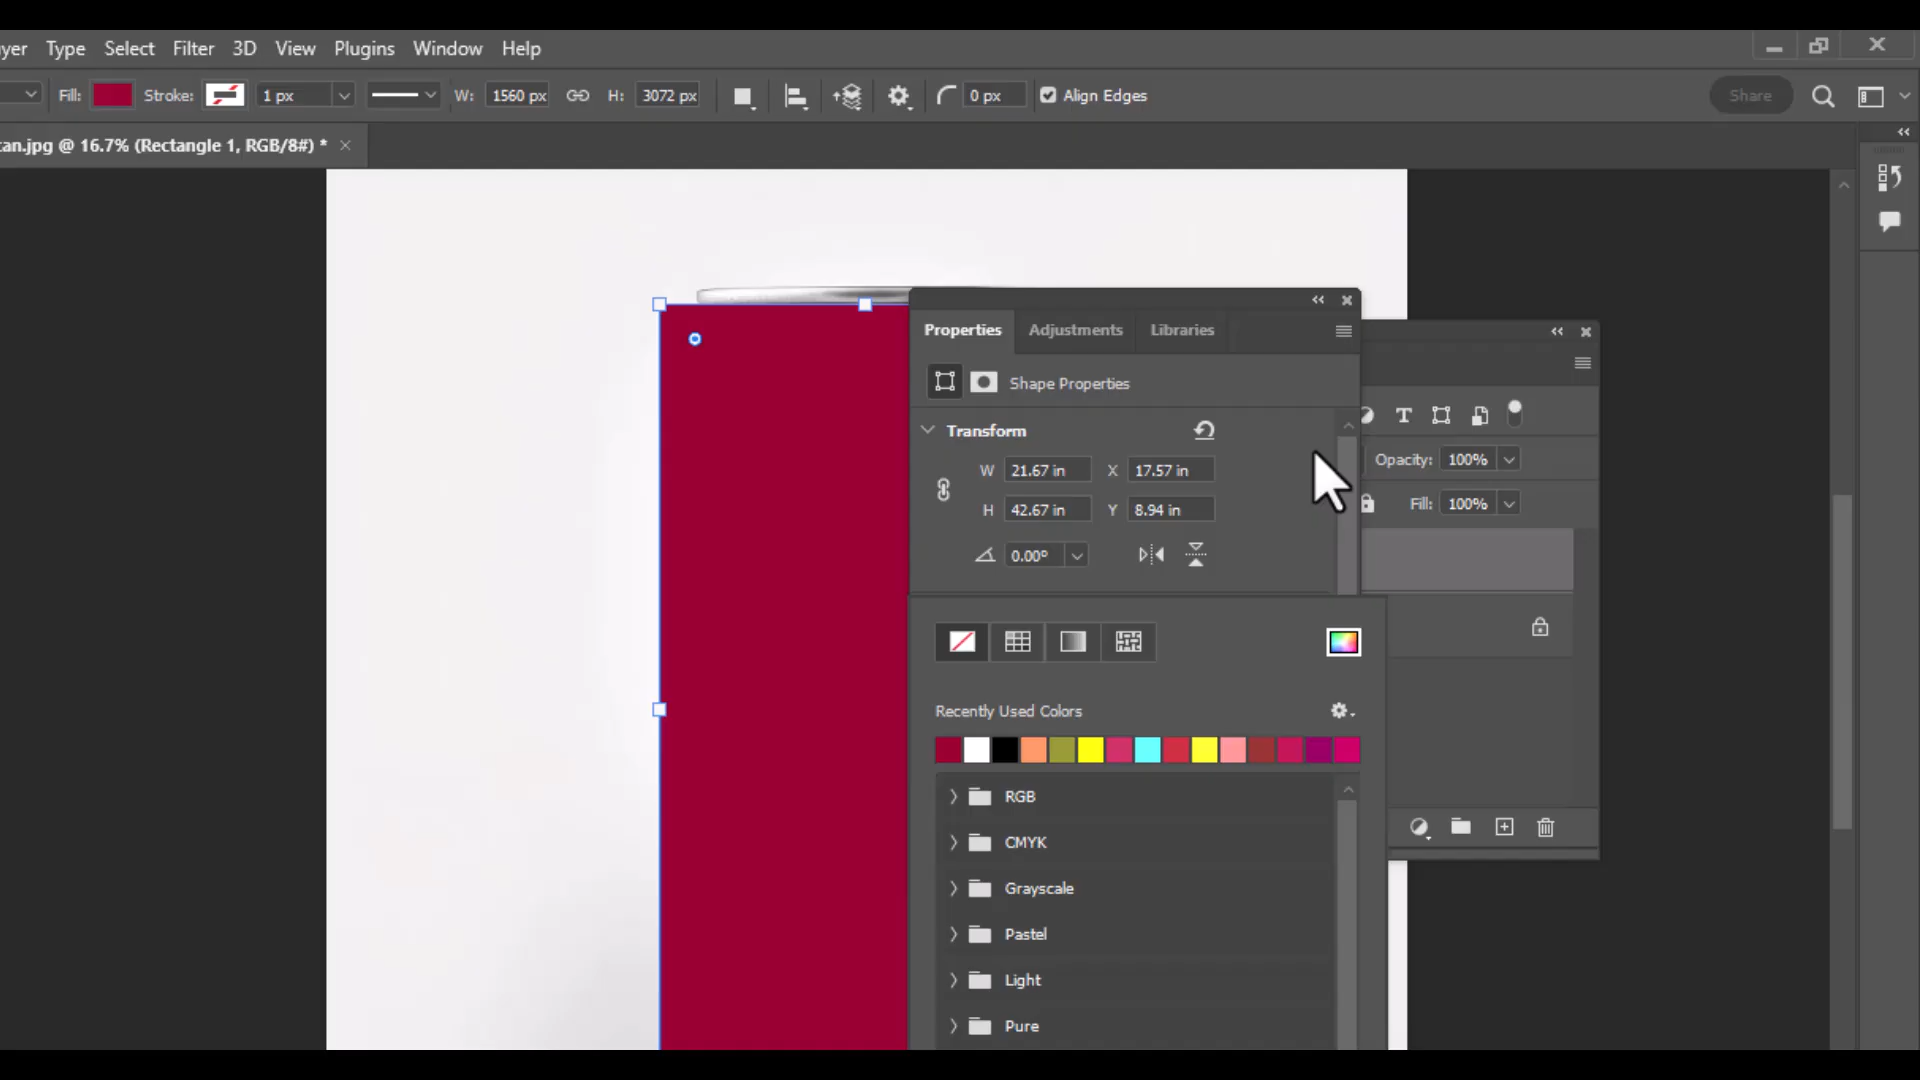 yer Type Select Filter 3D View Plugins Window Help
Fill: Stroke: 1 px W: 1560 px H: 3072 px 0 px Align Edges Share
can.jpg @ 16.7% (Rectangle 1, RGB/8#) *
Properties Adjustments Libraries
Shape Properties
Transform
W 21.67 in X 17.57 in
H 42.67 in Y 8.94 in
0.00°
Opacity: 100%
Fill: 100%
Recently Used Colors
RGB
CMYK
Grayscale
Pastel
Light
Pure